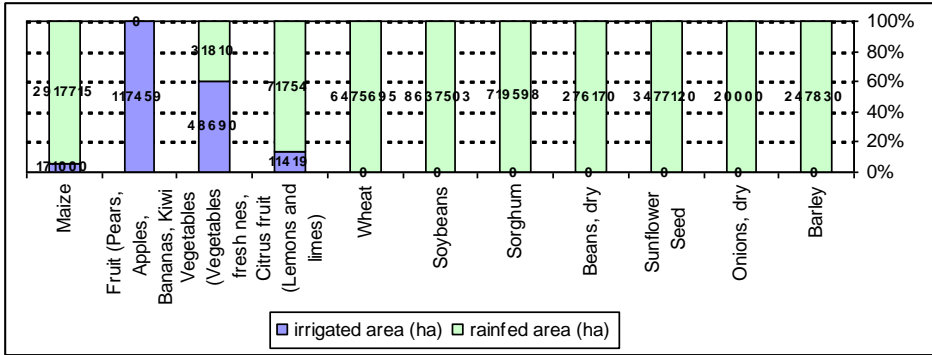 0
100%
80%
60%
40%
20%
0%
2917715
171000
117459
31810
48690
71754
11419
6475695
0
8637503
0
719598
0
276170
0
3477120
0
20000
0
247830
0
Maize
Fruit (Pears,
Apples,
Bananas, Kiwi
Vegetables
(Vegetables
fresh nes,
Citrus fruit
(Lemons and
limes)
Wheat
Soybeans
Sorghum
Beans, dry
Sunflower
Seed
Onions, dry
Barley
irrigated area (ha)
rainfed area (ha)